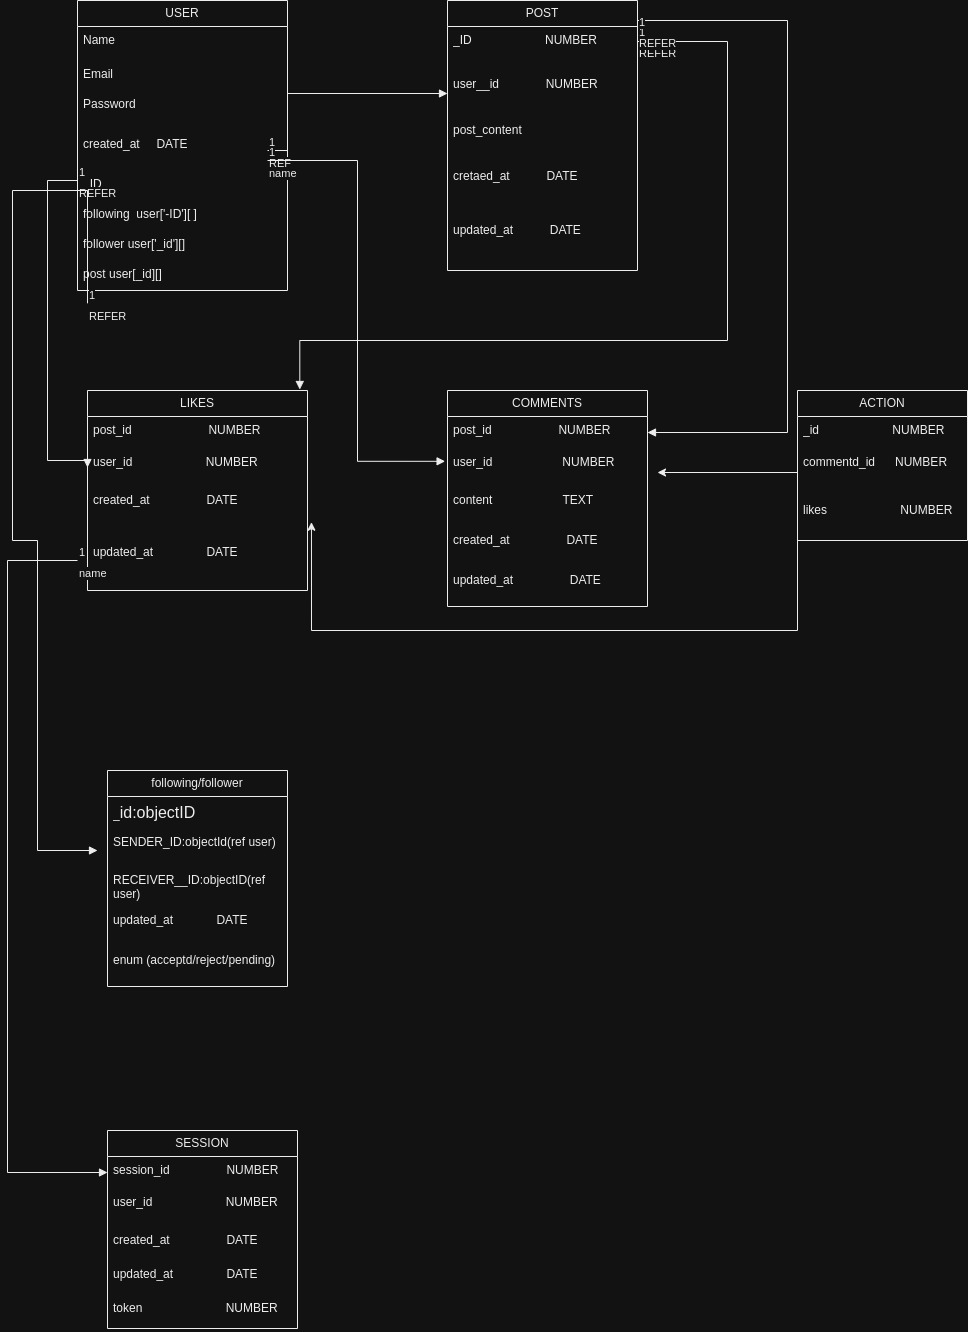 USER
Name
Email
Password
created_at DATE
_ID
following user['-ID'][ ]
follower user['_id'][]
post user[_id][]
1
1
REF
name
1
REFER
1
REFER
POST
_ID NUMBER
user__id NUMBER
post_content
cretaed_at DATE
updated_at DATE
1
1
REFER
REFER
LIKES
post_id NUMBER
user_id NUMBER
created_at DATE
updated_at DATE
1
name
COMMENTS
post_id NUMBER
user_id NUMBER
content TEXT
created_at DATE
updated_at DATE
ACTION
_id NUMBER
commentd_id NUMBER
likes NUMBER
following/follower
_id:objectID
SENDER_ID:objectId(ref user)
RECEIVER__ID:objectID(ref
user)
updated_at DATE
enum (acceptd/reject/pending)
SESSION
session_id NUMBER
user_id NUMBER
created_at DATE
updated_at DATE
token NUMBER